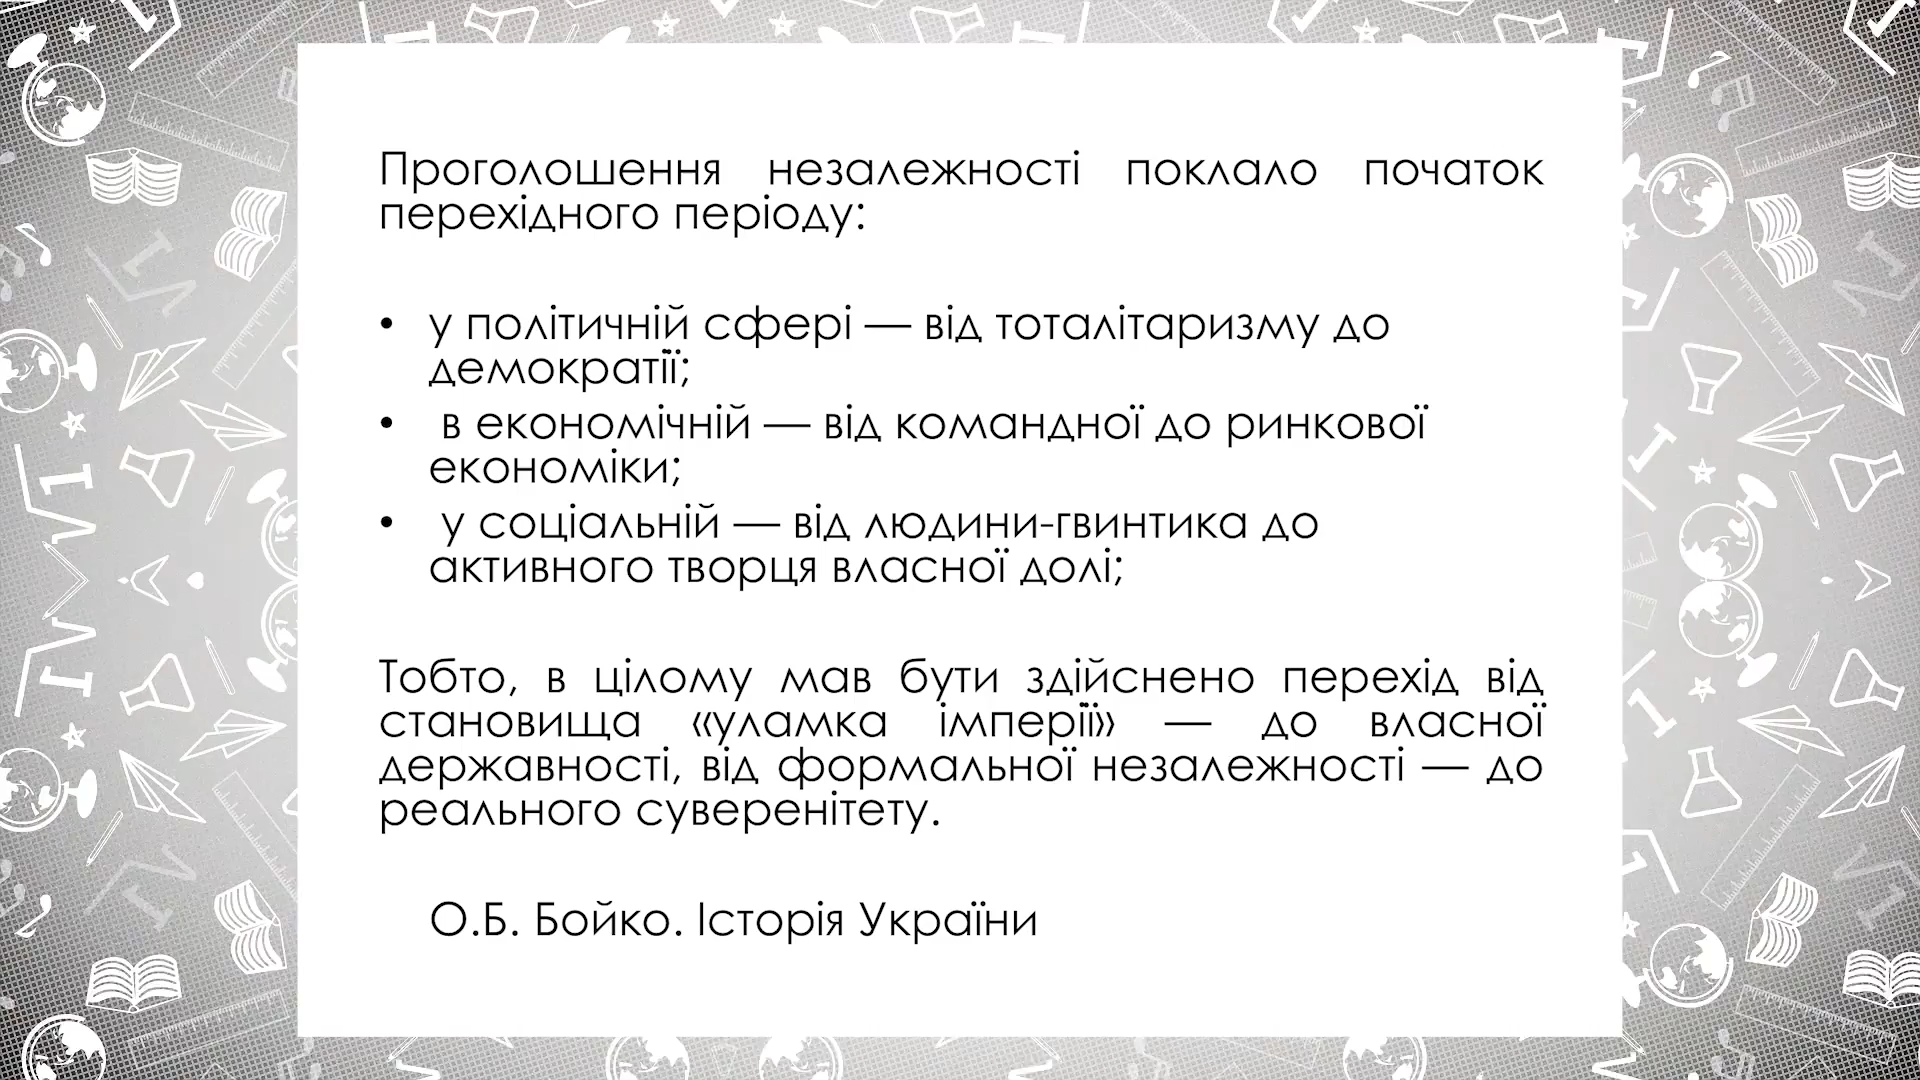 Проголошення незалежності поклало початок
перехідного періоду:
• у політичній сфері — від тоталітаризму до
демократії;
• в економічній — від командної до ринкової
економіки;
• у соціальній — від людини-гвинтика до
активного творця власної долі;
Тобто, в цілому мав бути здійснено перехід від
становища «уламка імперії» — до власної
державності, від формальної незалежності — до
реального суверенітету.
О.Б. Бойко. Історія України